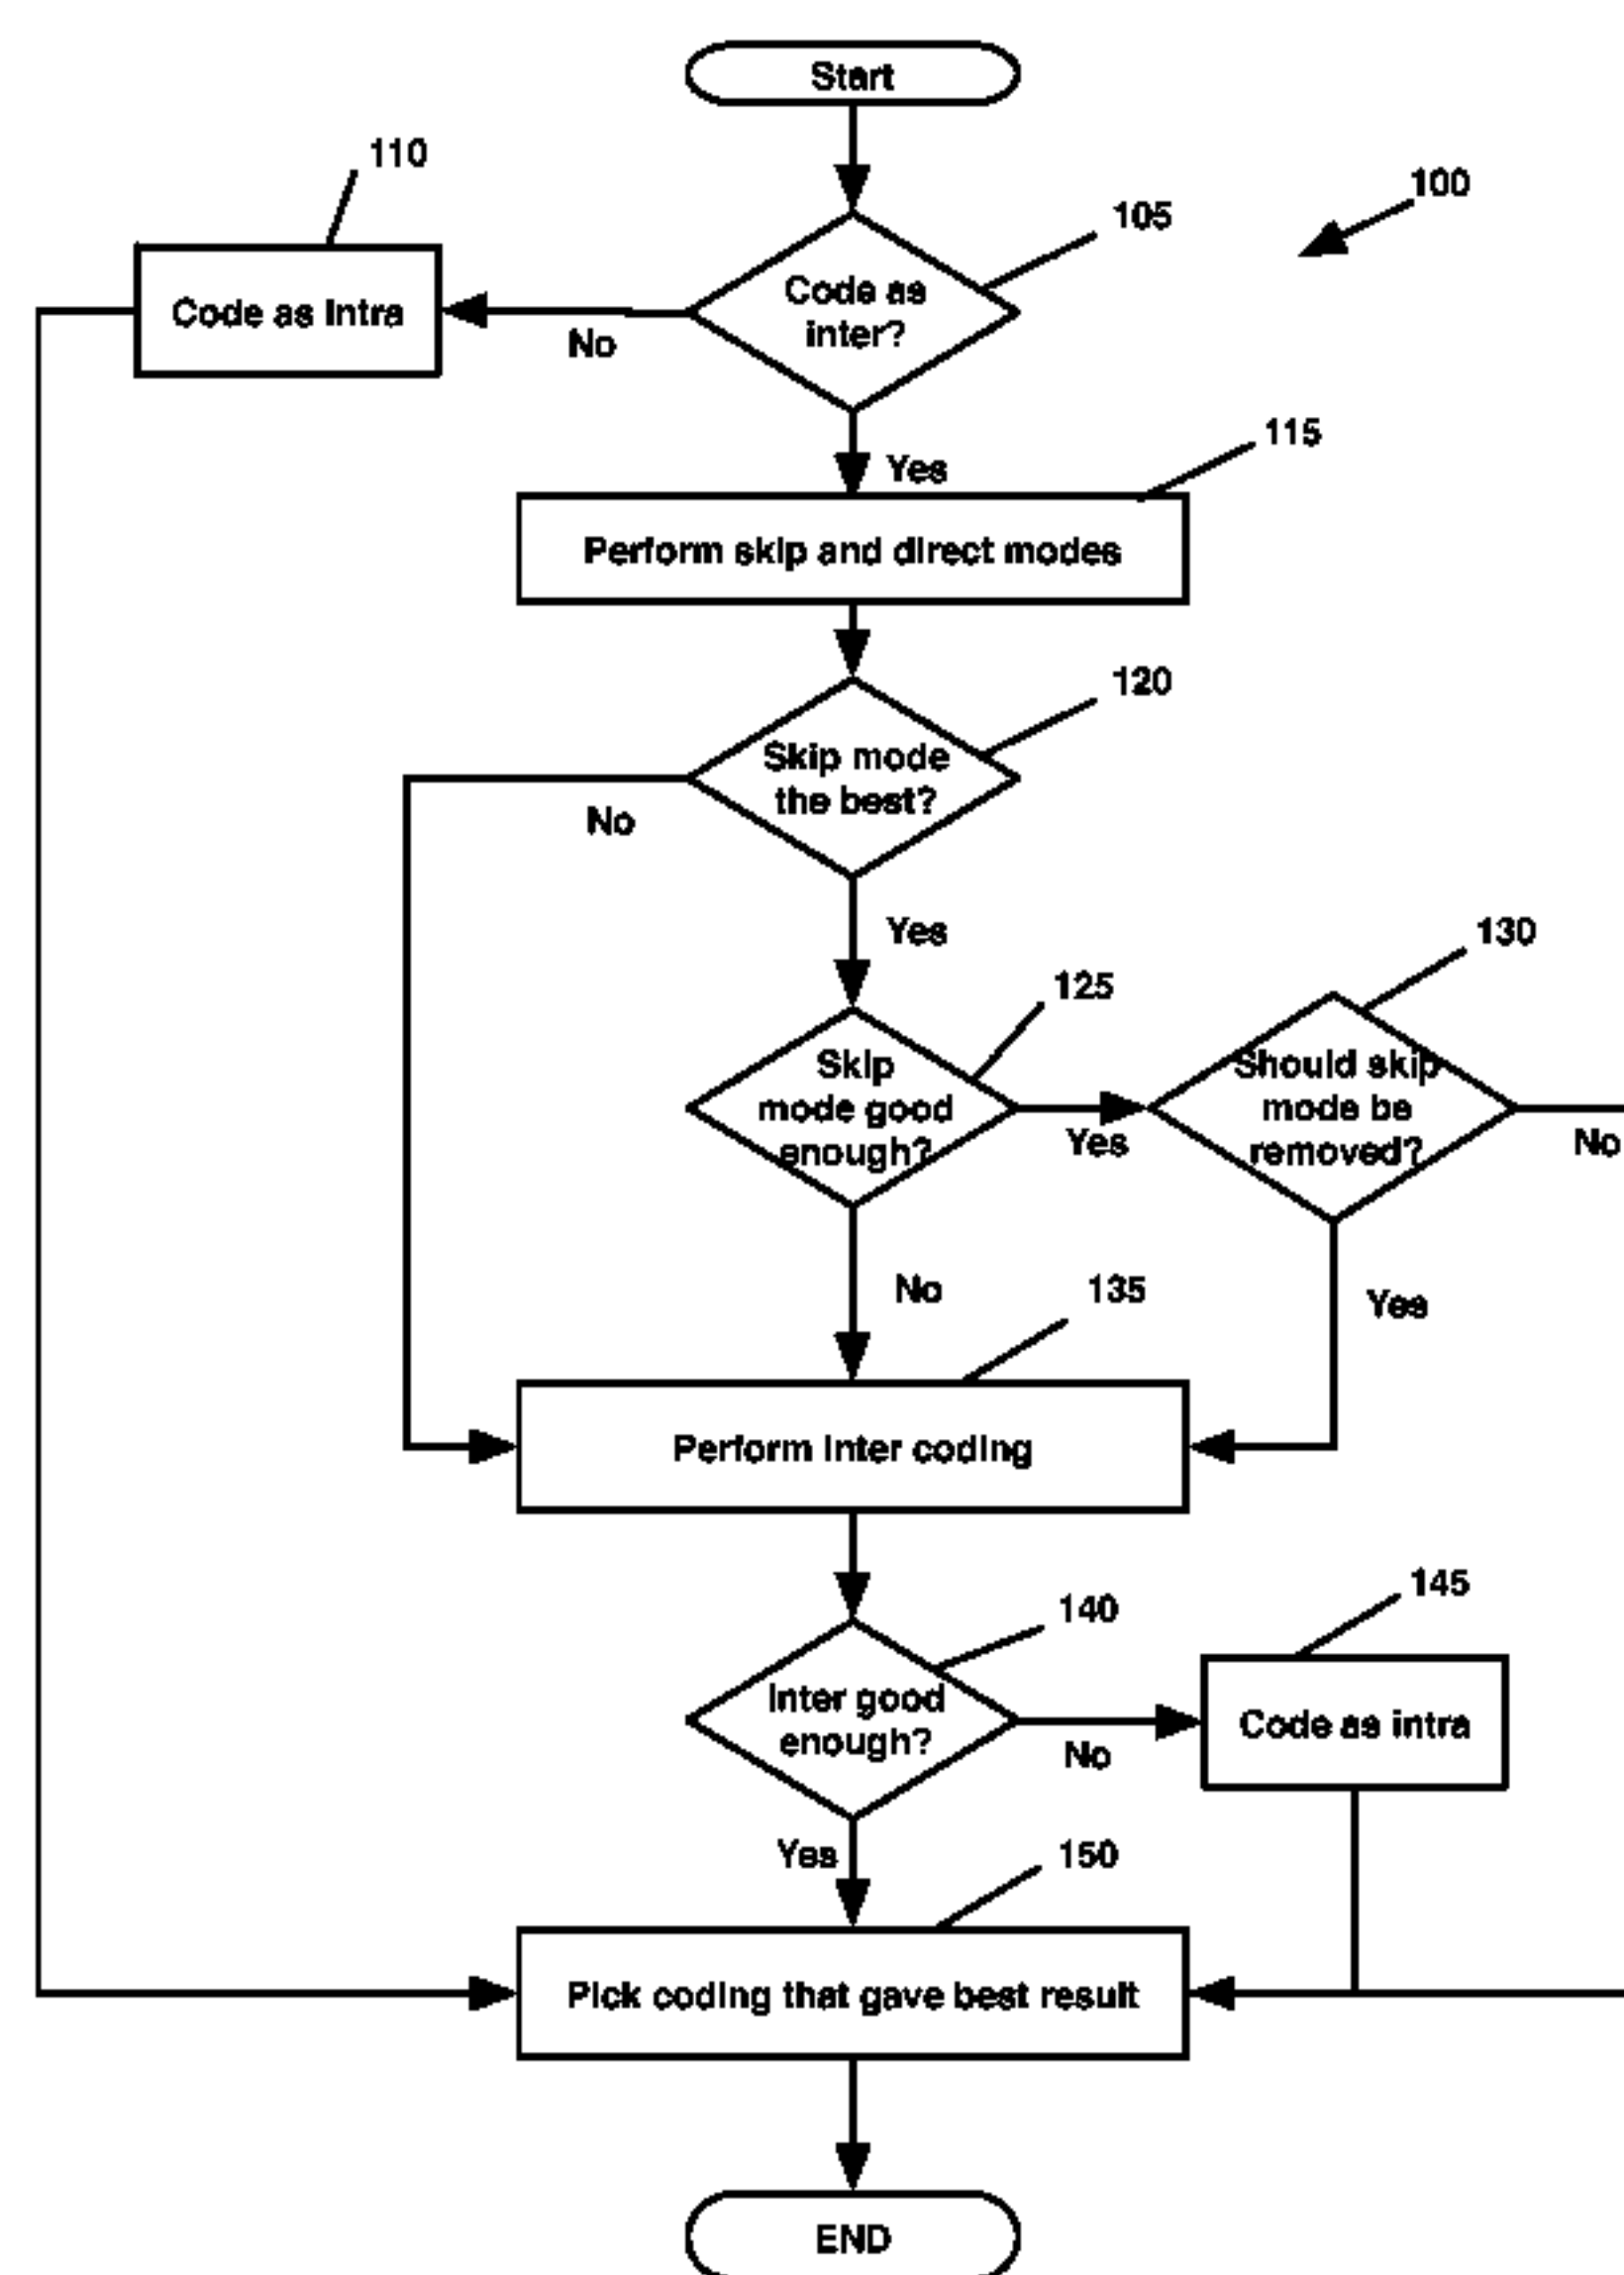 Start
110
100
105
Code as
inter?
Code as intra
No
115
Yes
Perform skip and direct modes
120
Skip mode
the best?
No
Yes
130
125
Skip
mode good
enough?
Should skip
mode be
removed?
Yes
No
No
135
Yes
Perform inter coding
145
140
Inter good
enough?
Code as intra
No
Yes
150
Pick coding that gave best result
END